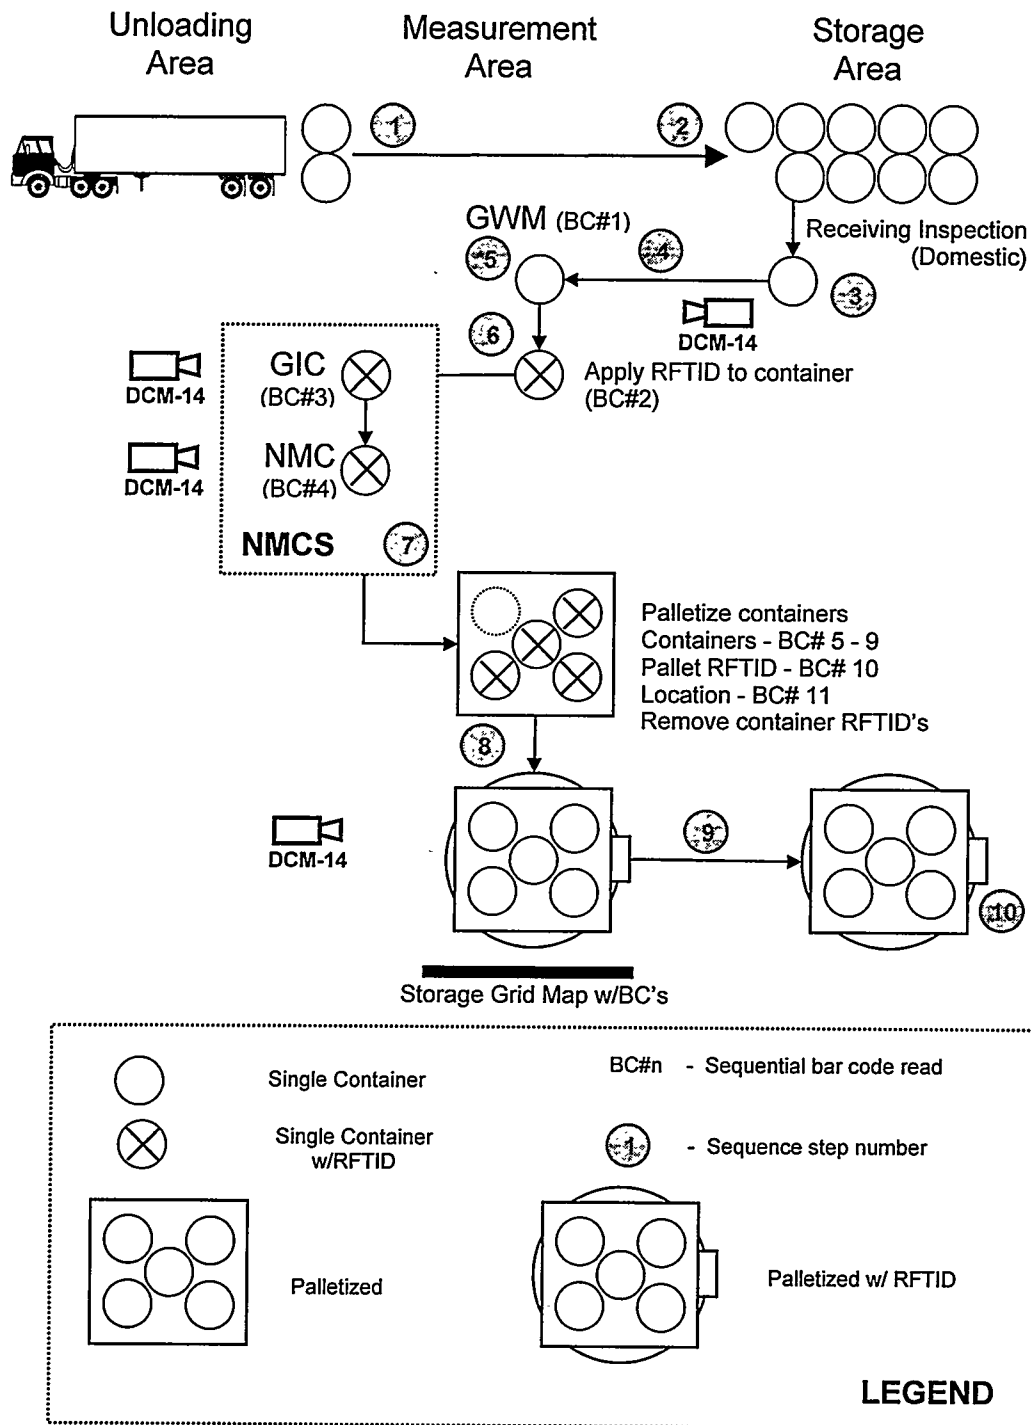 Unloading
Area
Measurement
Area
Storage
Area
1
2
GWM (BC#1)
Receiving Inspection
(Domestic)
5
4
3
6
DCM-14
DCM-14
GIC
(BC#3)
Apply RFTID to container
(BC#2)
DCM-14
NMC
(BC#4)
NMCS
7
Palletize containers
Containers - BC# 5 - 9
Pallet RFTID - BC# 10
Location - BC# 11
Remove container RFTID's
8
DCM-14
9
10
Storage Grid Map w/BC's
Single Container
BC#n - Sequential bar code read
Single Container
w/RFTID
1 - Sequence step number
Palletized
Palletized w/ RFTID
LEGEND